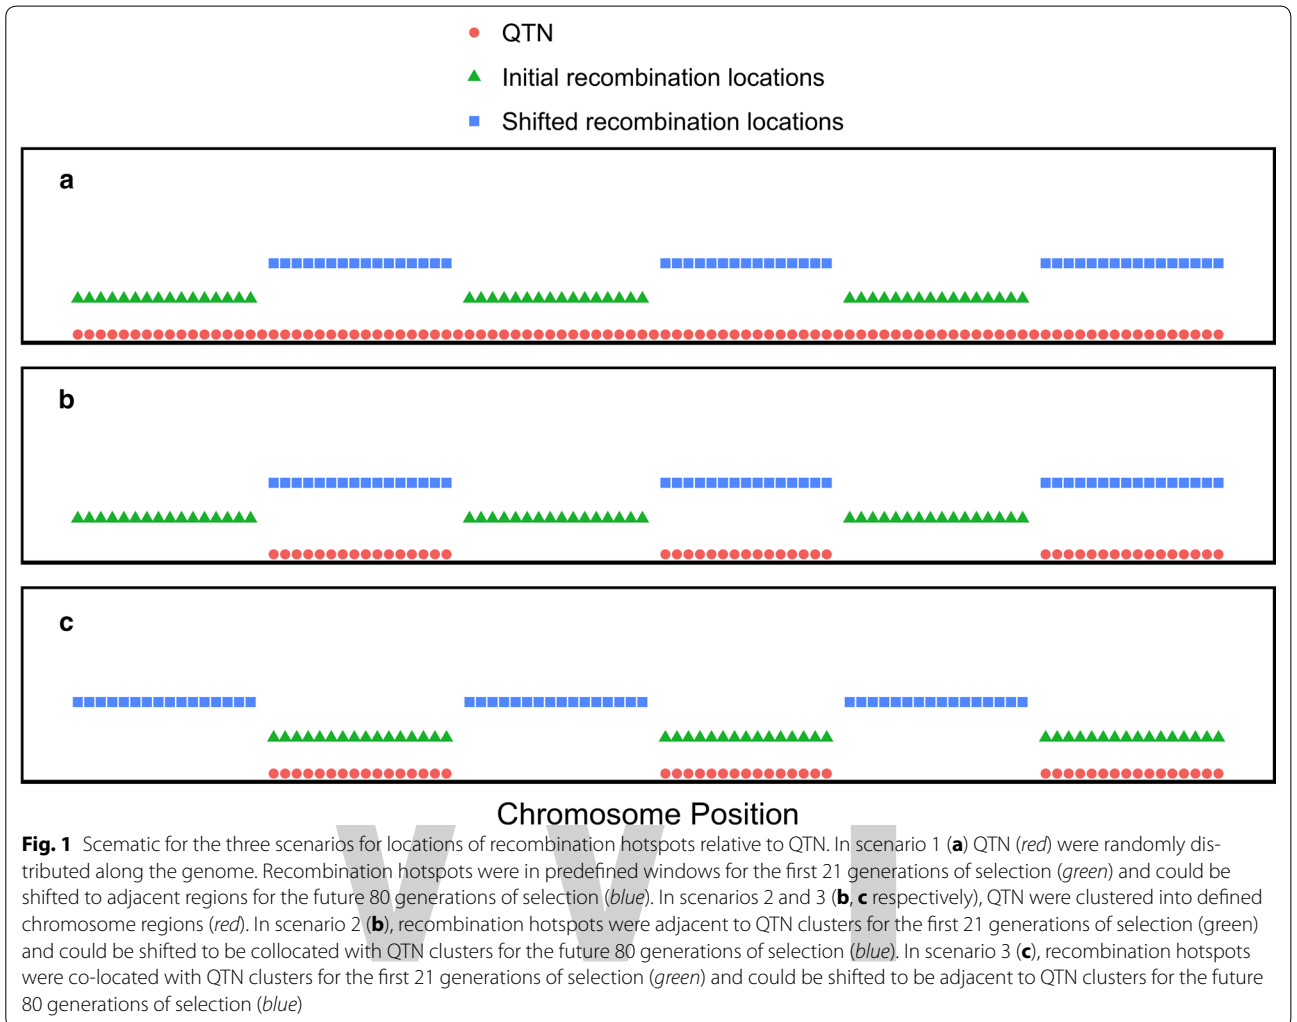 QTN
Initial recombination locations
Shifted recombination locations
a
b
c
Chromosome Position
Fig. 1 Scematic for the three scenarios for locations of recombination hotspots relative to QTN. In scenario 1 (a) QTN (red) were randomly dis-
tributed along the genome. Recombination hotspots were in predefined windows for the first 21 generations of selection (green) and could be
shifted to adjacent regions for the future 80 generations of selection (blue). In scenarios 2 and 3 (b, c respectively), QTN were clustered into defined
chromosome regions (red). In scenario 2 (b), recombination hotspots were adjacent to QTN clusters for the first 21 generations of selection (green)
and could be shifted to be collocated with QTN clusters for the future 80 generations of selection (blue). In scenario 3 (c), recombination hotspots
were co-located with QTN clusters for the first 21 generations of selection (green) and could be shifted to be adjacent to QTN clusters for the future
80 generations of selection (blue)
V V I